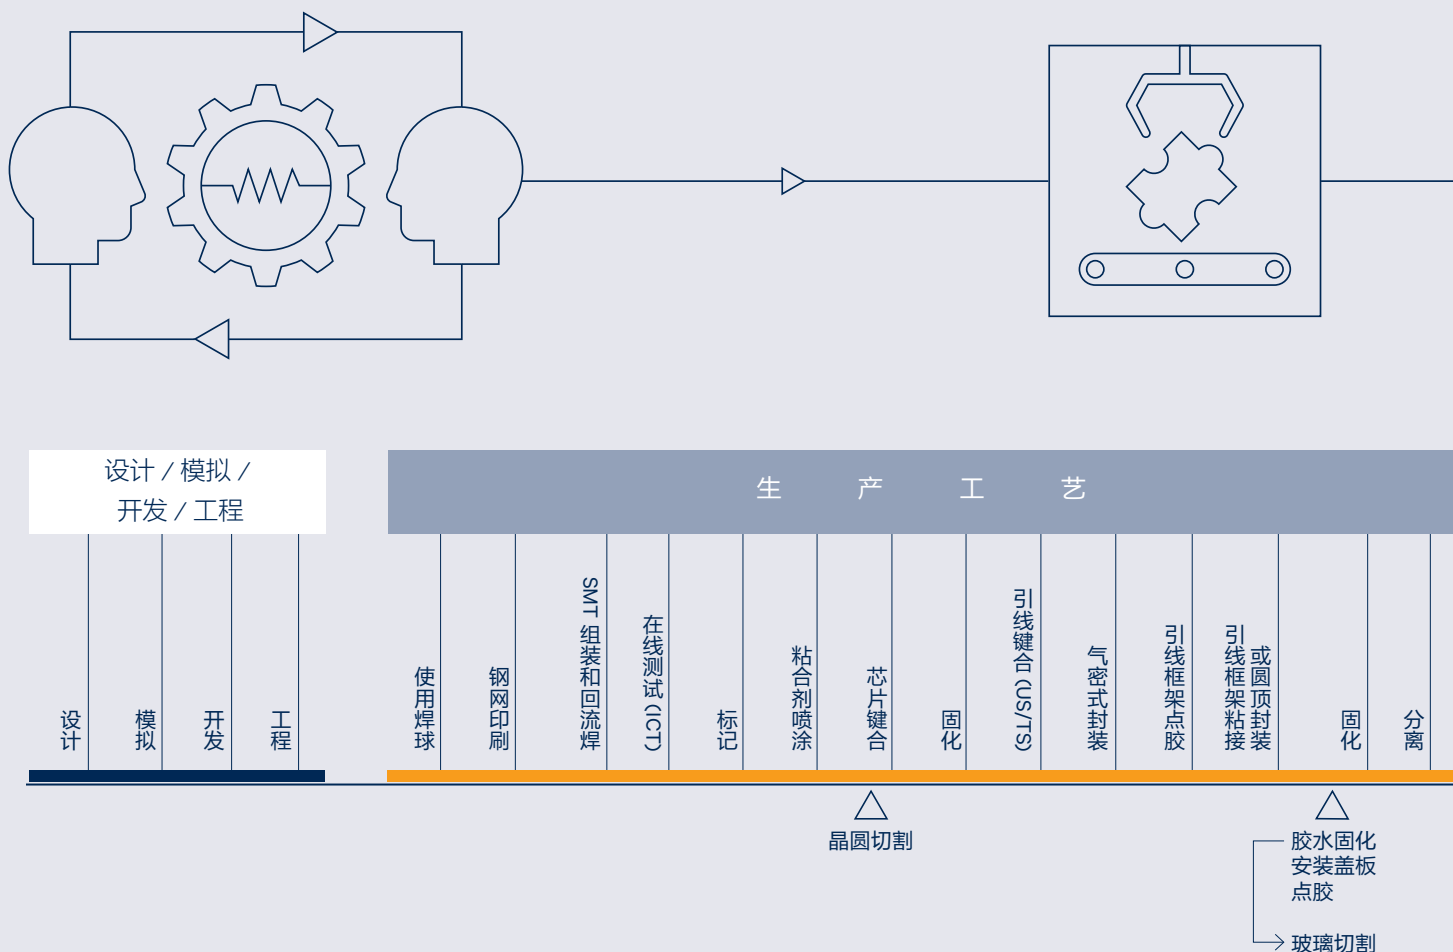 设计 / 模拟 /
开发 / 工程
生产工艺
设计
模拟
开发
工程
使用焊球
钢网印刷
SMT 组装和回流焊
在线测试 (ICT)
标记
粘合剂喷涂
芯片键合
固化
引线键合 (US/TS)
气密式封装
引线框架点胶
引线框架粘接
或圆顶封装
固化
分离
晶圆切割
胶水固化
安装盖板
点胶
玻璃切割